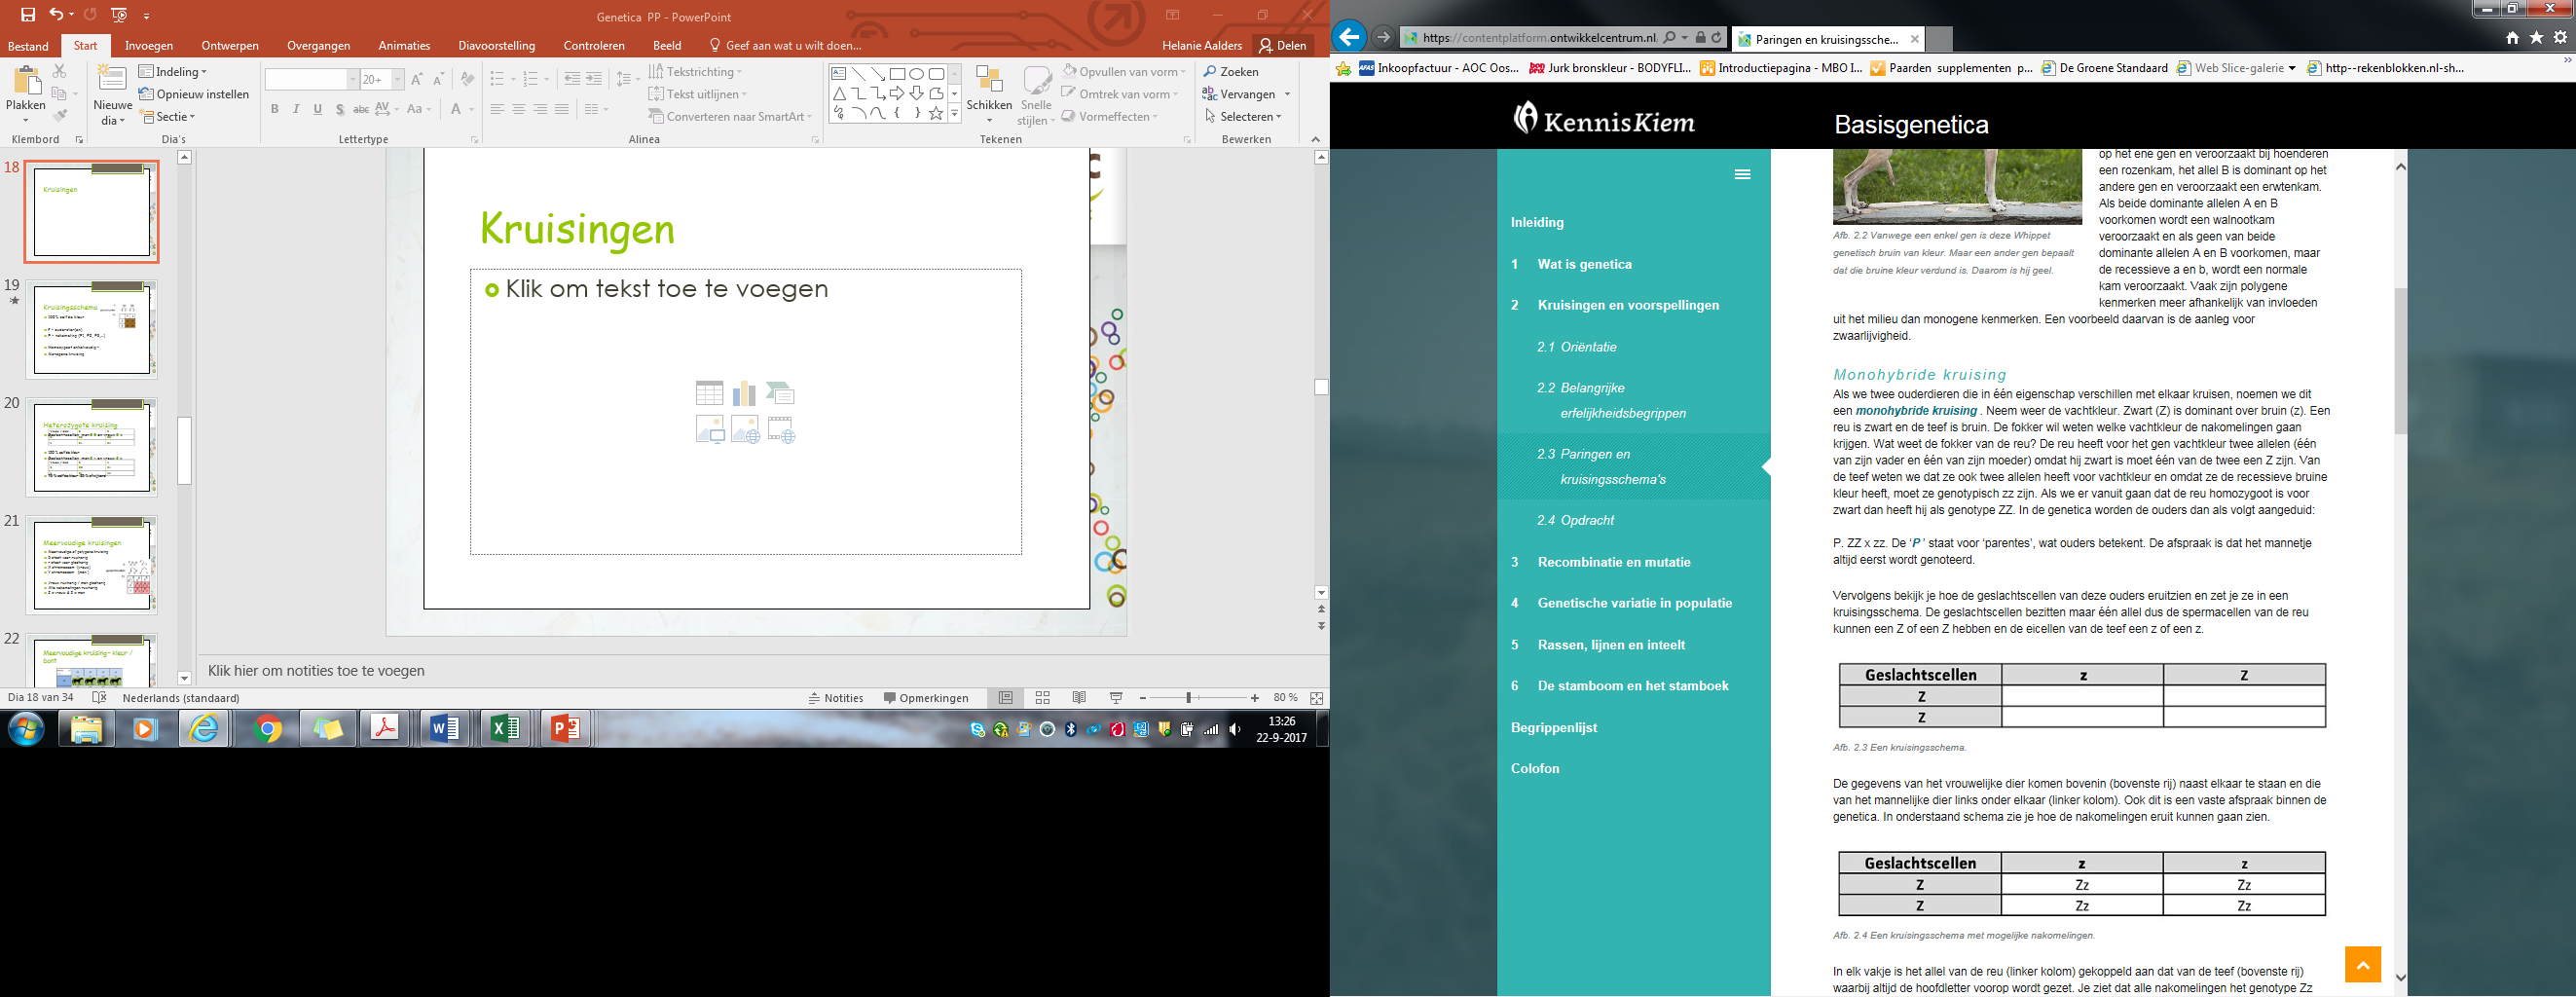 Genetica  PP - PowerPoint
Bestand Start Invoegen Ontwerpen Overgangen Animaties Diavoorstelling Controleren Beeld Geef aan wat u wilt doen... Helanie Aalders Delen
Plakken
Klembord
Nieuwe dia
Indeling
Opnieuw instellen
Sectie
Dia's
20+
Lettertype
Tekstrichting
Tekst uitlijnen
Converteren naar SmartArt
Alinea
Schikken
Snelle stijlen
Opvullen van vorm
Omtrek van vorm
Vormeffecten
Tekenen
Zoeken
Vervangen
Selecteren
Bewerken
18
Kruisingen
19
Kruisingsschema
20
Heterozygote kruising
21
Meervoudige kruisingen
22
Meervoudige kruising- kleur /
bont
Kruisingen
Klik om tekst toe te voegen
Klik hier om notities toe te voegen
Dia 18 van 34 Nederlands (standaard) Notities Opmerkingen 80 %
13:26
22-9-2017
https://contentplatform.ontwikkelcentrum.nl
Paringen en kruisingssche...
Inkoopfactuur - AOC Oos... Jurk bronskleur - BODYFLI... Introductiepagina - MBO I... Paarden  supplementen  p... De Groene Standaard Web Slice-galerie http--rekenblokken.nl-sh...
KennisKiem
Basisgenetica
Inleiding
1 Wat is genetica
2 Kruisingen en voorspellingen
2.1 Oriëntatie
2.2 Belangrijke
erfelijkheidsbegrippen
2.3 Paringen en
kruisingsschema's
2.4 Opdracht
3 Recombinatie en mutatie
4 Genetische variatie in populatie
5 Rassen, lijnen en inteelt
6 De stamboom en het stamboek
Begrippenlijst
Colofon
Afb. 2.2 Vanwege een enkel gen is deze Whippet
genetisch bruin van kleur. Maar een ander gen bepaalt
dat die bruine kleur verdund is. Daarom is hij geel.
op het ene gen en veroorzaakt bij hoenderen
een rozenkam, het allel B is dominant op het
andere gen en veroorzaakt een erwtenkam.
Als beide dominante allelen A en B
voorkomen wordt een walnootkam
veroorzaakt en als geen van beide
dominante allelen A en B voorkomen, maar
de recessieve a en b, wordt een normale
kam veroorzaakt. Vaak zijn polygene
kenmerken meer afhankelijk van invloeden
uit het milieu dan monogene kenmerken. Een voorbeeld daarvan is de aanleg voor
zwaarlijvigheid.
Monohybride kruising
Als we twee ouderdieren die in één eigenschap verschillen met elkaar kruisen, noemen we dit
een monohybride kruising . Neem weer de vachtkleur. Zwart (Z) is dominant over bruin (z). Een
reu is zwart en de teef is bruin. De fokker wil weten welke vachtkleur de nakomelingen gaan
krijgen. Wat weet de fokker van de reu? De reu heeft voor het gen vachtkleur twee allelen (één
van zijn vader en één van zijn moeder) omdat hij zwart is moet één van de twee een Z zijn. Van
de teef weten we dat ze ook twee allelen heeft voor vachtkleur en omdat ze de recessieve bruine
kleur heeft, moet ze genotypisch zz zijn. Als we er vanuit gaan dat de reu homozygoot is voor
zwart dan heeft hij als genotype ZZ. In de genetica worden de ouders dan als volgt aangeduid:
P. ZZ x zz. De ‘P ’ staat voor ‘parentes’, wat ouders betekent. De afspraak is dat het mannetje
altijd eerst wordt genoteerd.
Vervolgens bekijk je hoe de geslachtscellen van deze ouders eruitzien en zet je ze in een
kruisingsschema. De geslachtscellen bezitten maar één allel dus de spermacellen van de reu
kunnen een Z of een Z hebben en de eicellen van de teef een z of een z.
Geslachtscellen z Z
Z
Z
Afb. 2.3 Een kruisingsschema.
De gegevens van het vrouwelijke dier komen bovenin (bovenste rij) naast elkaar te staan en die
van het mannelijke dier links onder elkaar (linker kolom). Ook dit is een vaste afspraak binnen de
genetica. In onderstaand schema zie je hoe de nakomelingen eruit kunnen gaan zien.
Geslachtscellen z z
Z Zz Zz
Z Zz Zz
Afb. 2.4 Een kruisingsschema met mogelijke nakomelingen.
In elk vakje is het allel van de reu (linker kolom) gekoppeld aan dat van de teef (bovenste rij)
waarbij altijd de hoofdletter voorop wordt gezet. Je ziet dat alle nakomelingen het genotype Zz